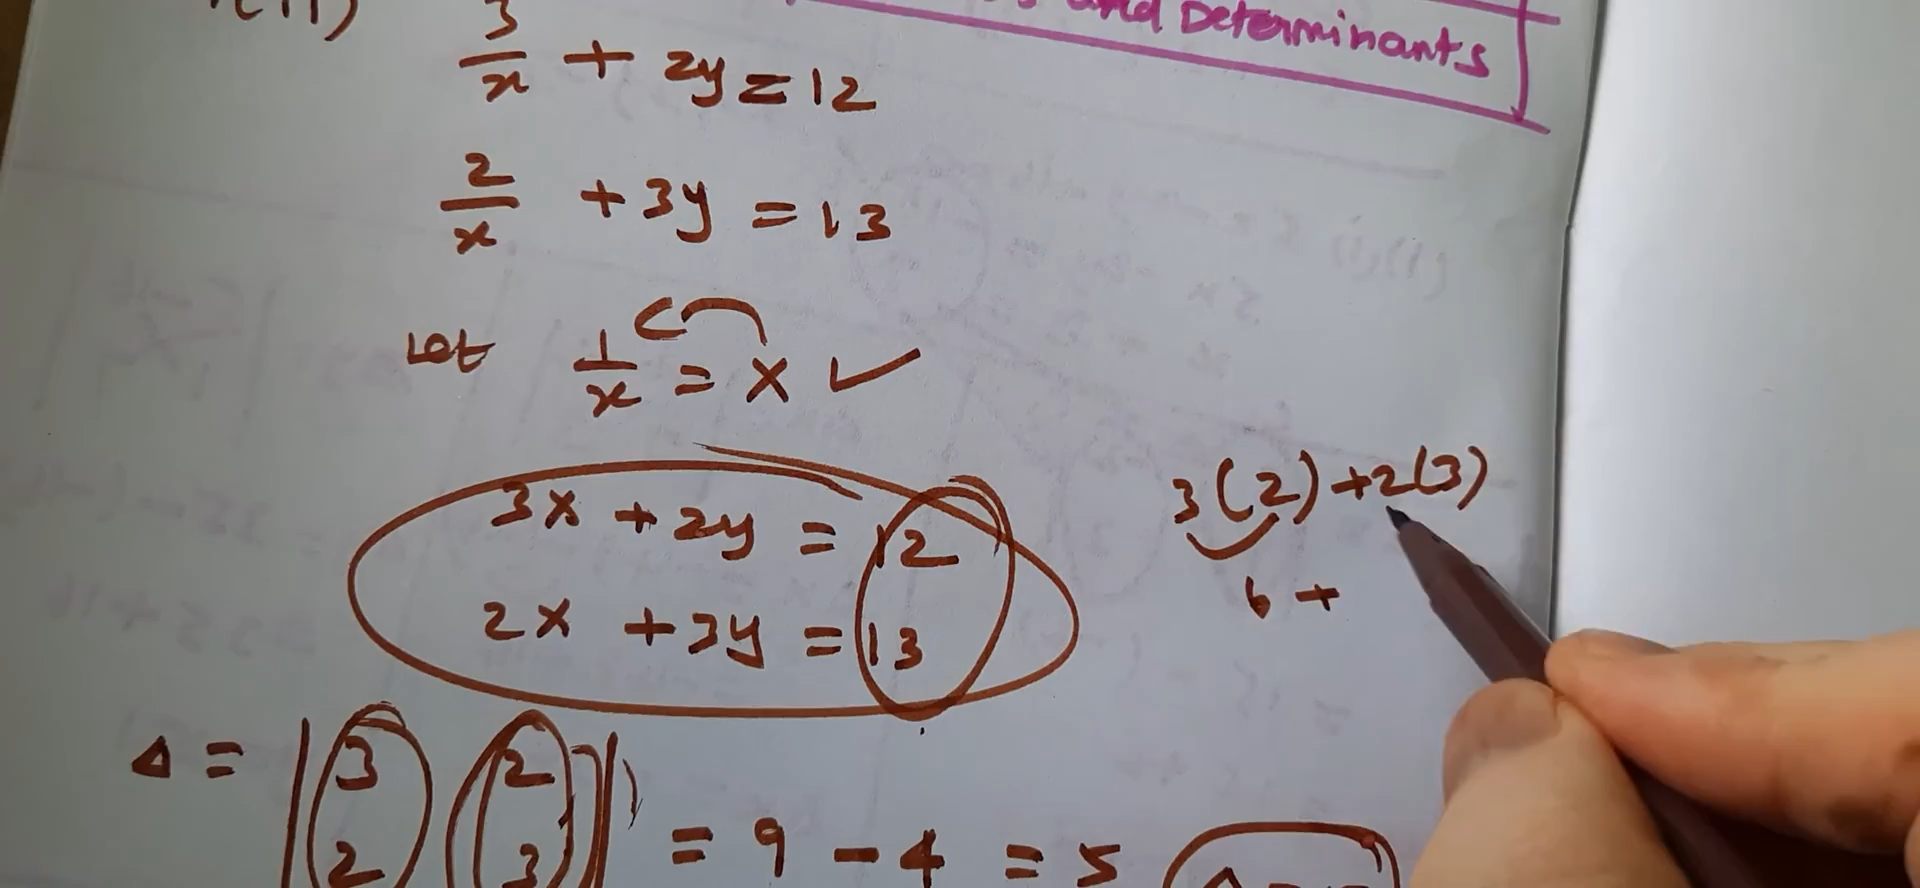 and Determinants
3/x + 2y = 12
2/x + 3y = 13
Let 1/x = X ✓
3X + 2y = 12
2X + 3y = 13
3(2) + 2(3)
6 +
Δ = | 3 2 |
| 2 3 | = 9 - 4 = 5